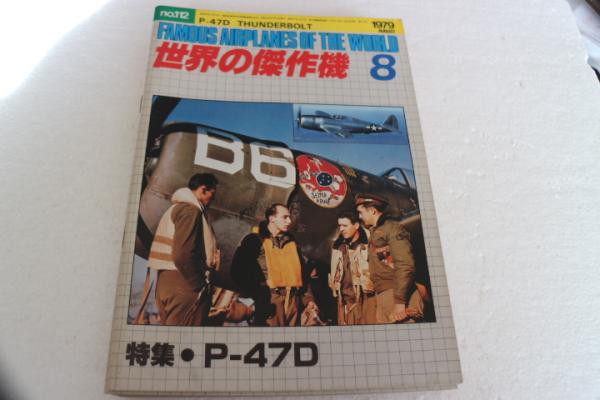 no.112
P-47D THUNDERBOLT
1979
AUGUST
FAMOUS AIRPLANES OF THE WORLD
世界の傑作機 8
B6
特集・P-47D